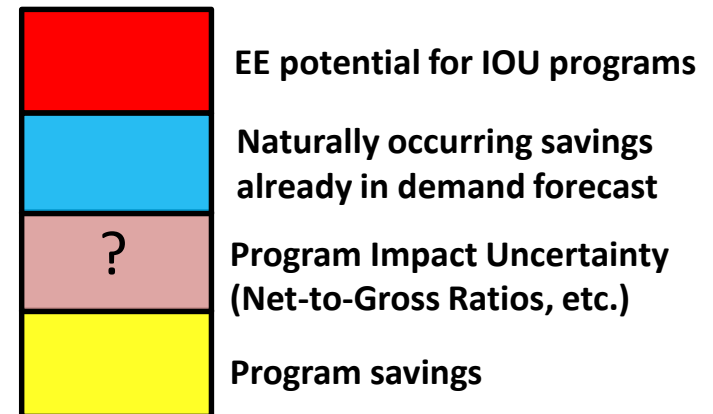 EE potential for IOU programs
Naturally occurring savings
already in demand forecast
?
Program Impact Uncertainty
(Net-to-Gross Ratios, etc.)
Program savings